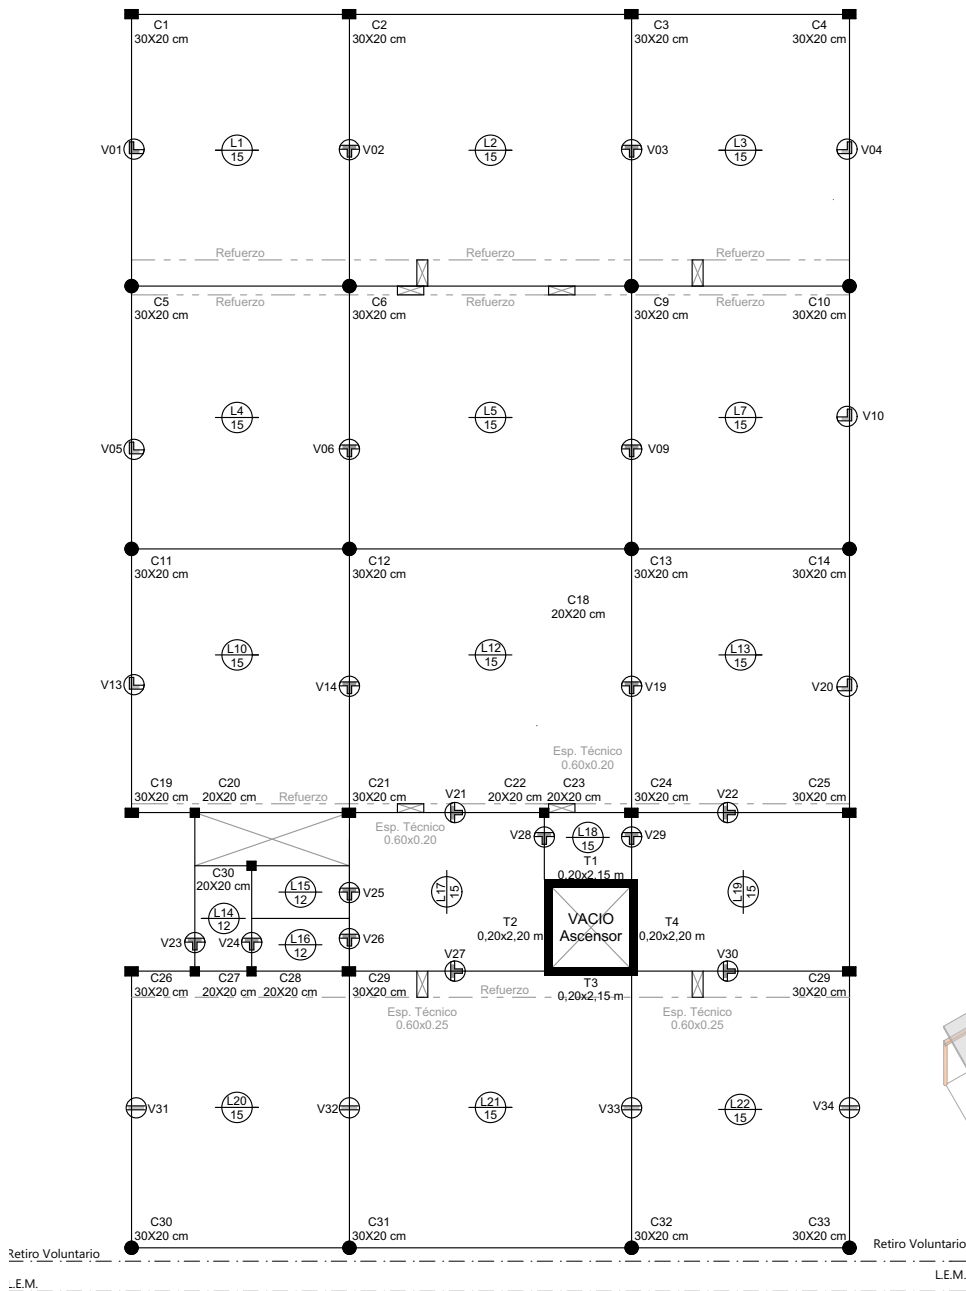 C1
30X20 cm
C2
30X20 cm
C3
30X20 cm
C4
30X20 cm
V01
L1
15
V02
L2
15
V03
L3
15
V04
Refuerzo
Refuerzo
Refuerzo
C5
30X20 cm
Refuerzo
C6
30X20 cm
Refuerzo
C9
30X20 cm
Refuerzo
C10
30X20 cm
L4
15
L5
15
L7
15
V10
V05
V06
V09
C11
30X20 cm
C12
30X20 cm
C13
30X20 cm
C14
30X20 cm
C18
20X20 cm
L10
15
L12
15
L13
15
V13
V14
V19
V20
Esp. Técnico
0.60x0.20
C19
30X20 cm
C20
20X20 cm
Refuerzo
C21
30X20 cm
V21
C22
20X20 cm
C23
20X20 cm
C24
30X20 cm
V22
C25
30X20 cm
Esp. Técnico
0.60x0.20
V28
L18
15
V29
T1
0,20x2,15 m
C30
20X20 cm
L15
12
V25
L17
15
L19
15
L14
12
VACIO
Ascensor
T2
0,20x2,20 m
T4
0,20x2,20 m
V23
V24
L16
12
V26
V27
V30
C26
30X20 cm
C27
20X20 cm
C28
20X20 cm
C29
30X20 cm
Refuerzo
T3
0,20x2,15 m
C29
30X20 cm
Esp. Técnico
0.60x0.25
Esp. Técnico
0.60x0.25
V31
L20
15
V32
L21
15
V33
L22
15
V34
C30
30X20 cm
C31
30X20 cm
C32
30X20 cm
C33
30X20 cm
Retiro Voluntario
Retiro Voluntario
L.E.M.
L.E.M.